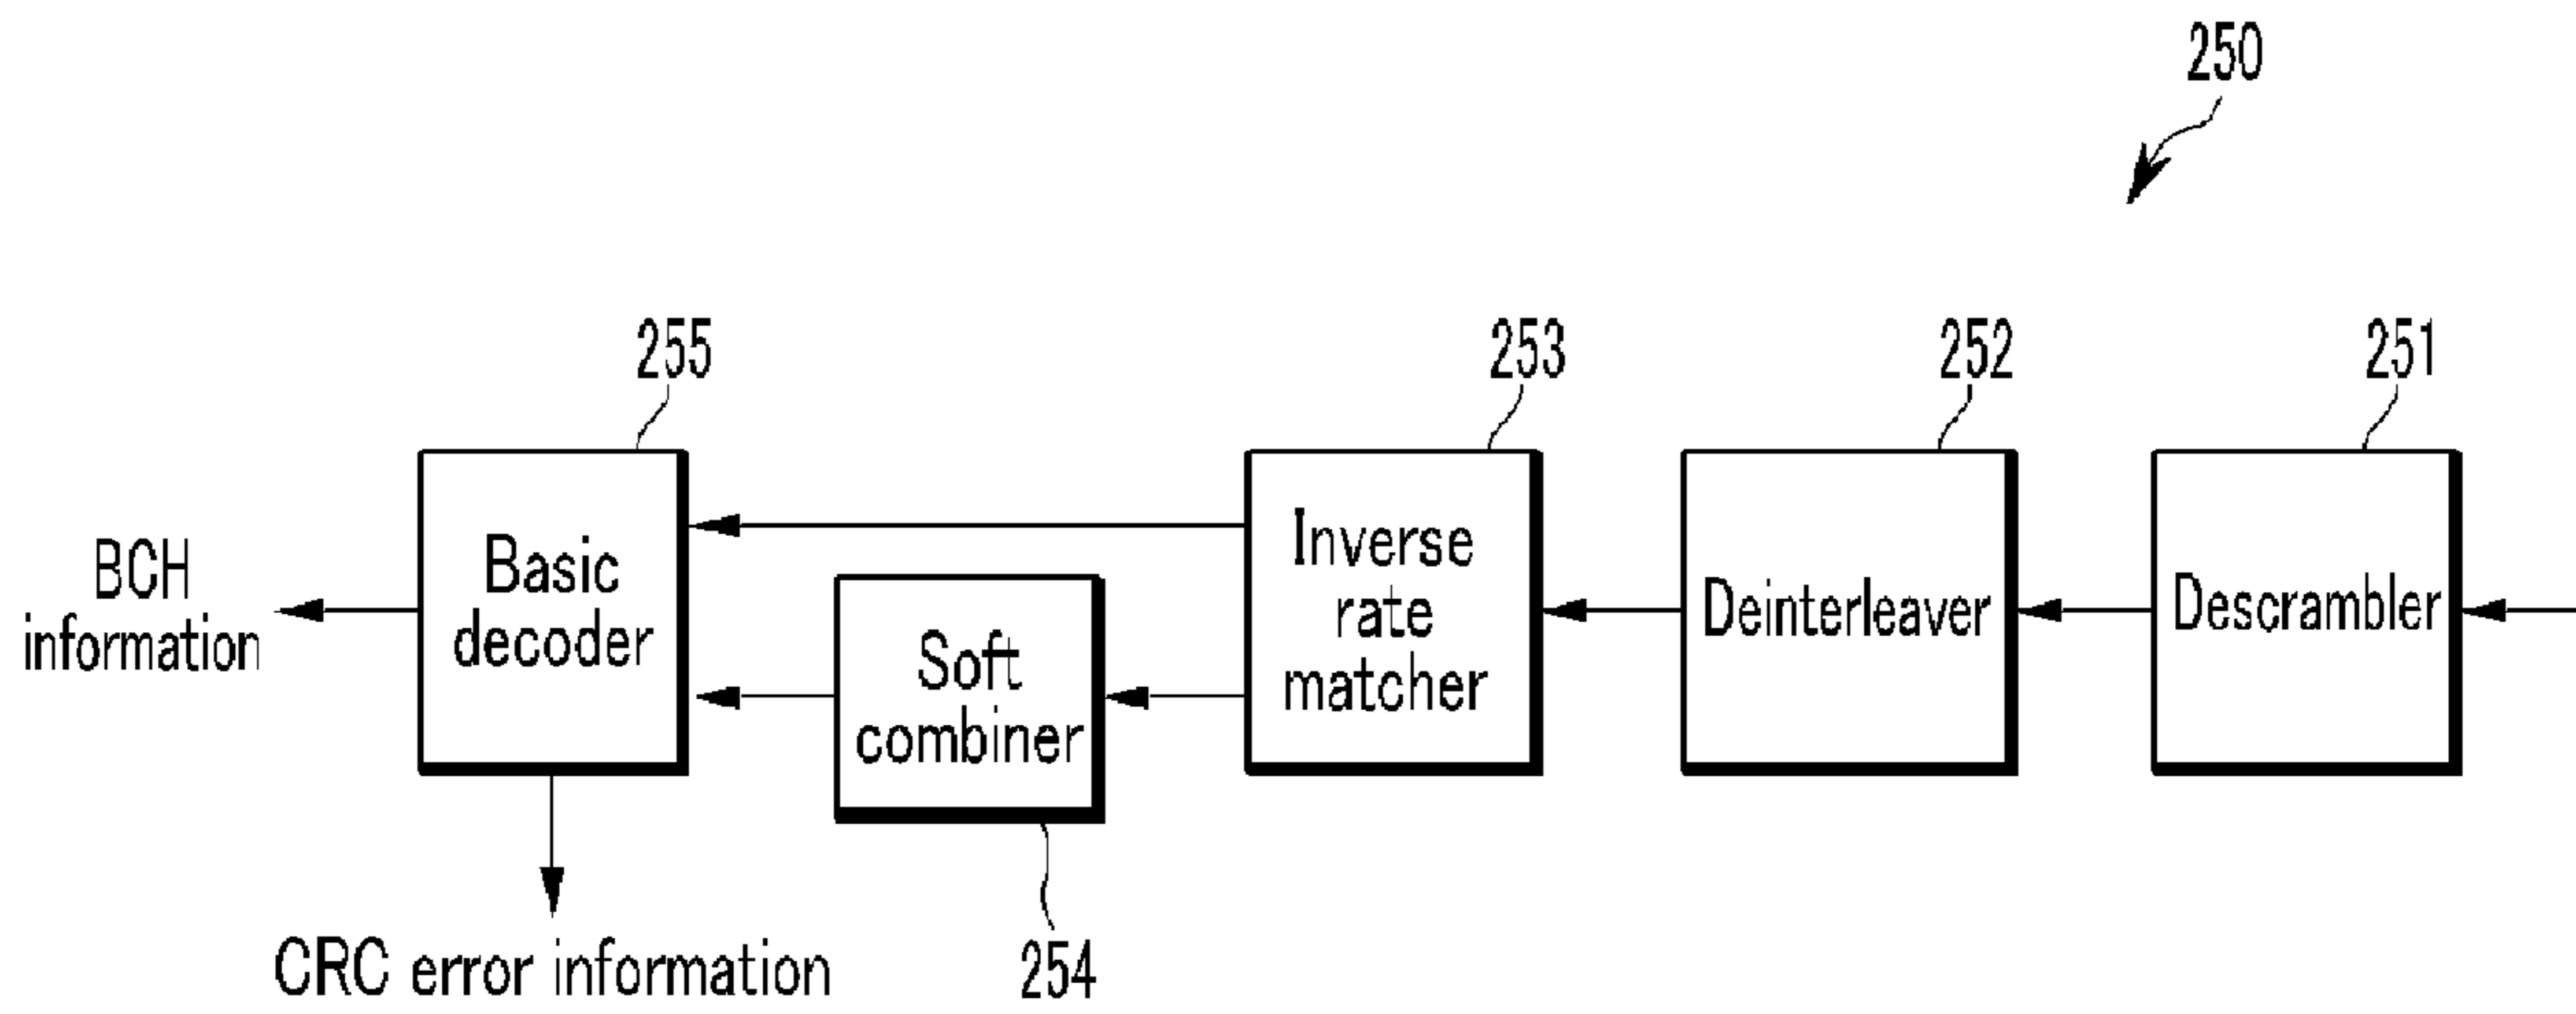 250
255
253
252
251
BCH
information
Basic
decoder
Soft
combiner
Inverse
rate
matcher
Deinterleaver
Descrambler
CRC error information
254